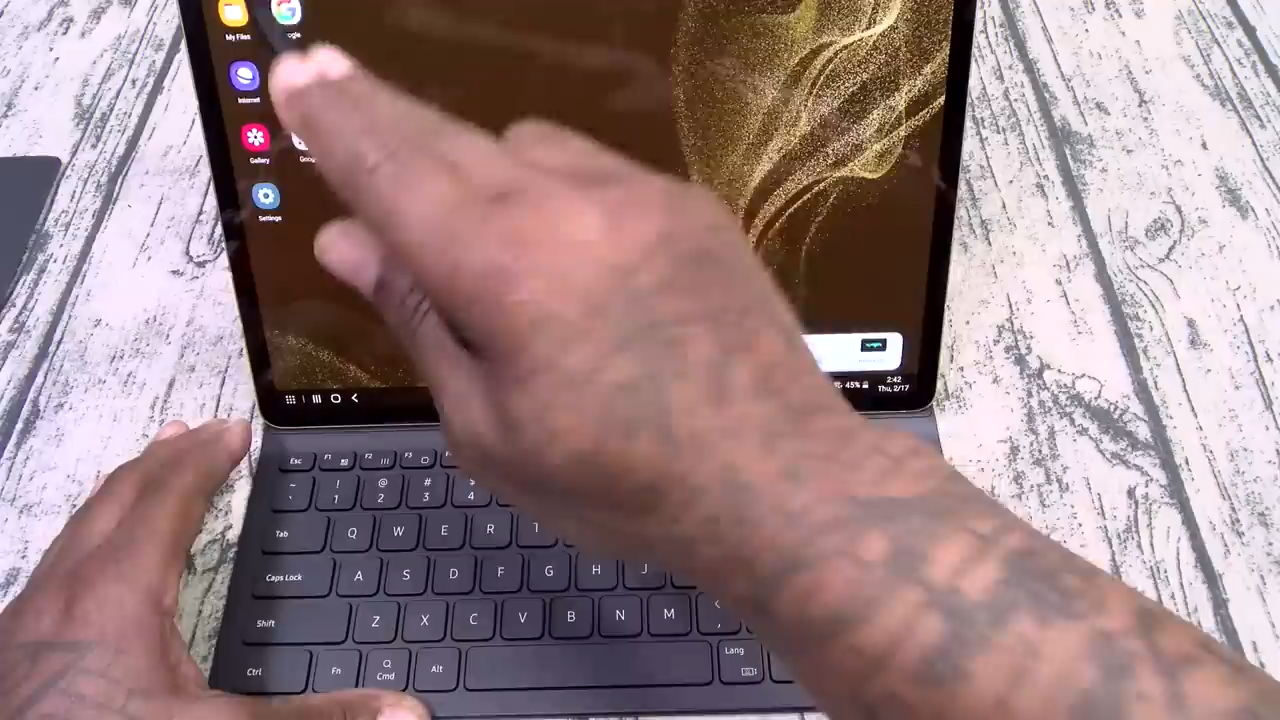 My Files
Internet
Gallery
Settings
45%
2:42
Thu, 2/17
Esc F1 F2 F3
~ ` ! 1 @ 2 # 3 $ 4
Tab Q W E R T
Caps Lock A S D F G H J
Shift Z X C V B N M < ,
Ctrl Fn Cmd Alt Lang